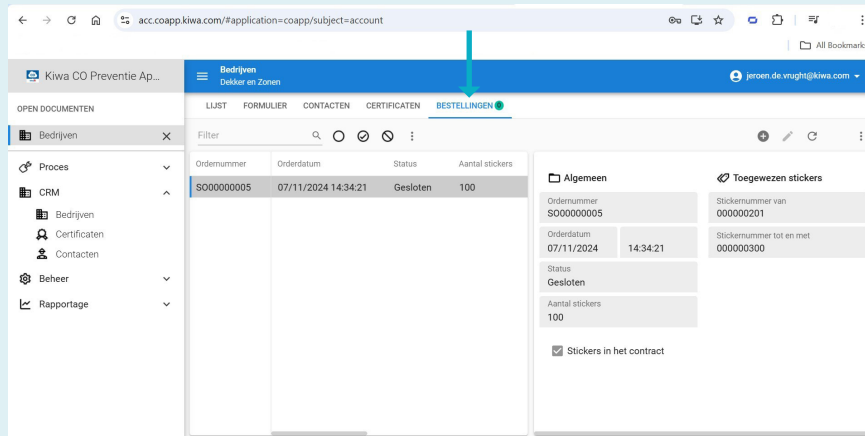 acc.coapp.kiwa.com/#application=coapp/subject=account
All Bookmark
Kiwa CO Preventie Ap...
Bedrijven
Dekker en Zonen
jeroen.de.vrught@kiwa.com
OPEN DOCUMENTEN
LIJST FORMULIER CONTACTEN CERTIFICATEN BESTELLINGEN 0
Bedrijven
Filter
Proces
CRM
Bedrijven
Certificaten
Contacten
Beheer
Rapportage
Ordernummer Orderdatum Status Aantal stickers
SO00000005 07/11/2024 14:34:21 Gesloten 100
Algemeen
Ordernummer
SO00000005
Orderdatum
07/11/2024 14:34:21
Status
Gesloten
Aantal stickers
100
Stickers in het contract
Toegewezen stickers
Stickernummer van
000000201
Stickernummer tot en met
000000300